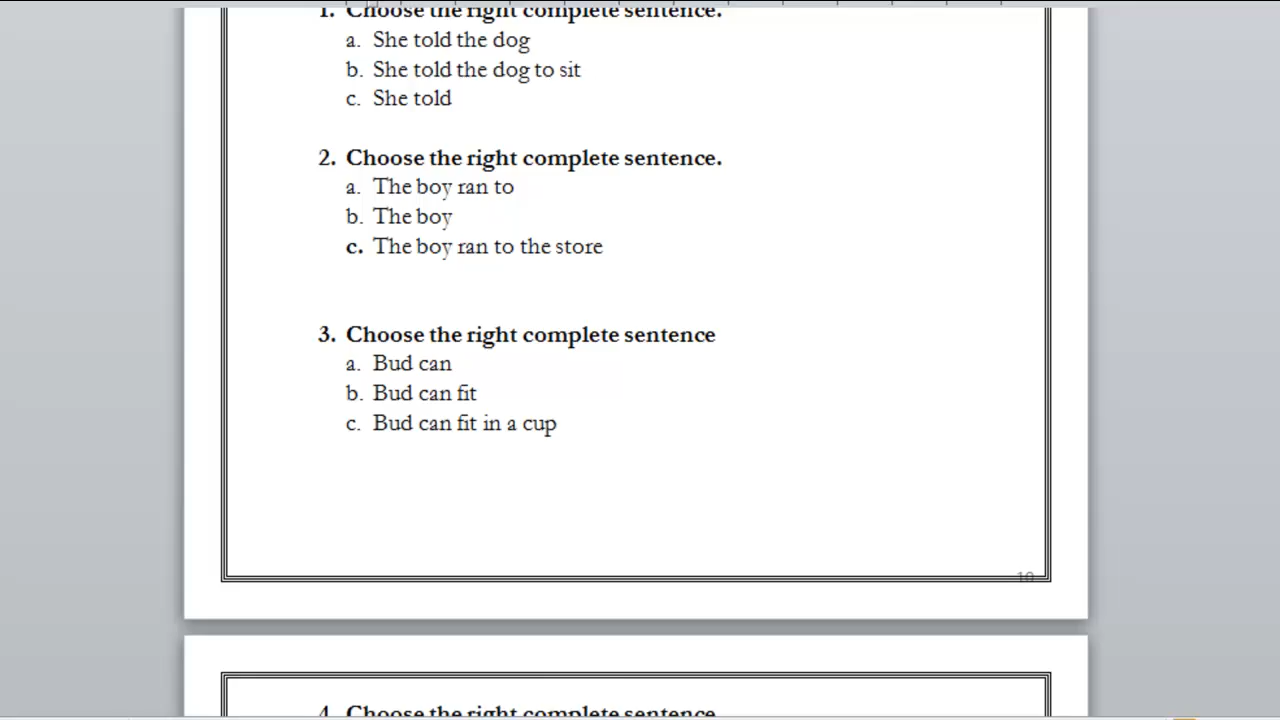 1. Choose the right complete sentence.
a. She told the dog
b. She told the dog to sit
c. She told
2. Choose the right complete sentence.
a. The boy ran to
b. The boy
c. The boy ran to the store
3. Choose the right complete sentence
a. Bud can
b. Bud can fit
c. Bud can fit in a cup
10
4. Choose the right complete sentence